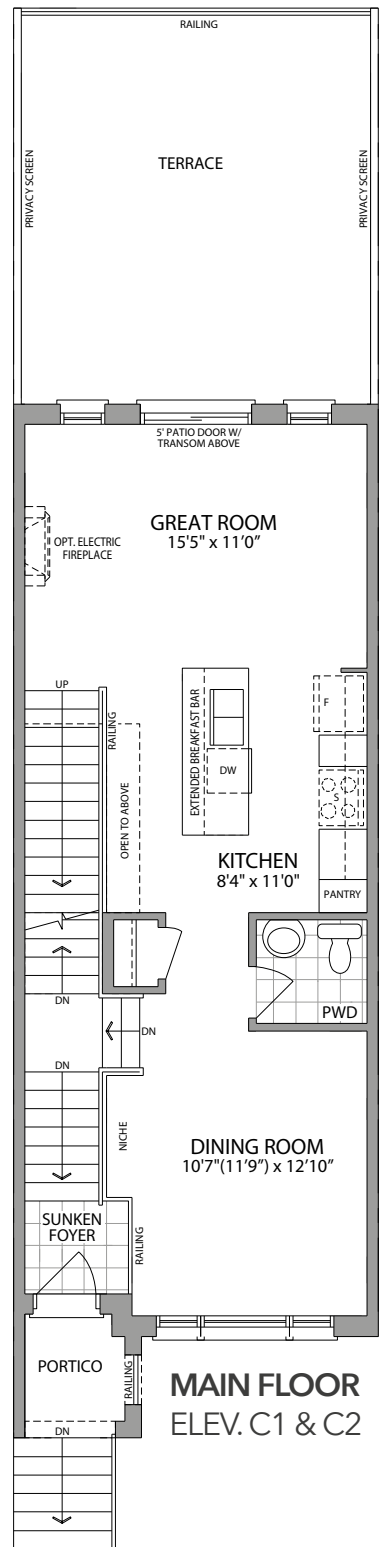 RAILING
PRIVACY SCREEN
TERRACE
PRIVACY SCREEN
5' PATIO DOOR W/
TRANSOM ABOVE
GREAT ROOM
15'5" x 11'0"
OPT. ELECTRIC
FIREPLACE
UP
RAILING
OPEN TO ABOVE
EXTENDED BREAKFAST BAR
DW
F
S
KITCHEN
8'4" x 11'0"
PANTRY
PWD
DN
DN
DN
NICHE
DINING ROOM
10'7"(11'9") x 12'10"
SUNKEN
FOYER
RAILING
PORTICO
RAILING
DN
MAIN FLOOR
ELEV. C1 & C2